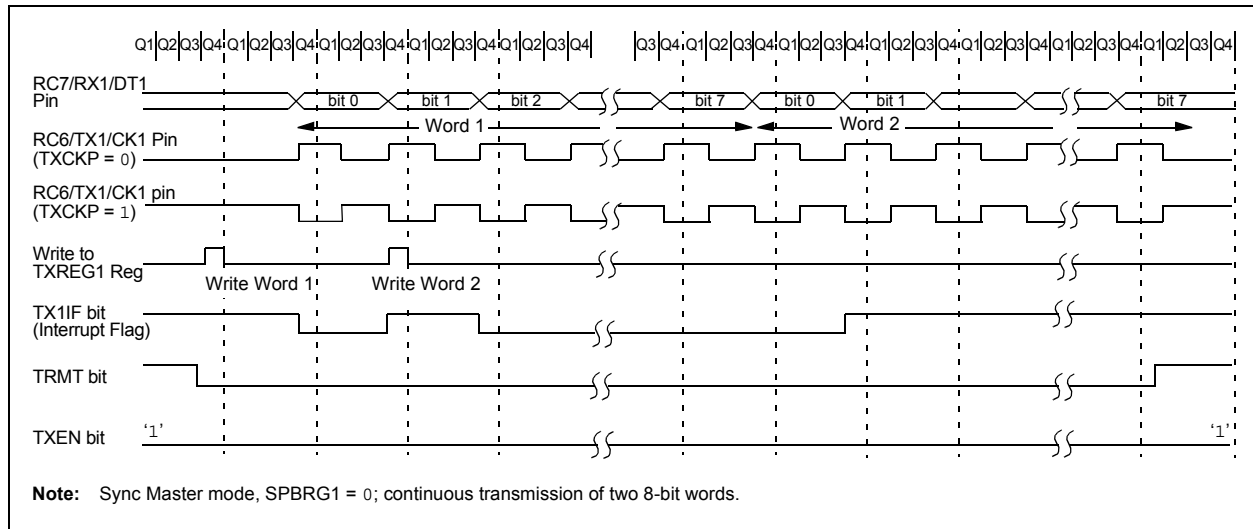 Q1 Q2 Q3 Q4 Q1 Q2 Q3 Q4 Q1 Q2 Q3 Q4 Q1 Q2 Q3 Q4 Q1 Q2 Q3 Q4 Q3 Q4 Q1 Q2 Q3 Q4 Q1 Q2 Q3 Q4 Q1 Q2 Q3 Q4 Q1 Q2 Q3 Q4 Q1 Q2 Q3 Q4 Q1 Q2 Q3 Q4
RC7/RX1/DT1
Pin
bit 0 bit 1 bit 2 bit 7 bit 0 bit 1 bit 7
Word 1 Word 2
RC6/TX1/CK1 Pin
(TXCKP = 0)
RC6/TX1/CK1 pin
(TXCKP = 1)
Write to
TXREG1 Reg
Write Word 1 Write Word 2
TX1IF bit
(Interrupt Flag)
TRMT bit
TXEN bit
‘1’ ‘1’
Note: Sync Master mode, SPBRG1 = 0; continuous transmission of two 8-bit words.